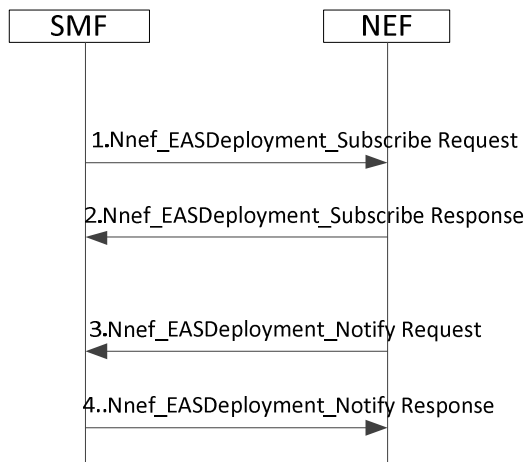 SMF
NEF
1.Nnef_EASDeployment_Subscribe Request
2.Nnef_EASDeployment_Subscribe Response
3.Nnef_EASDeployment_Notify Request
4..Nnef_EASDeployment_Notify Response